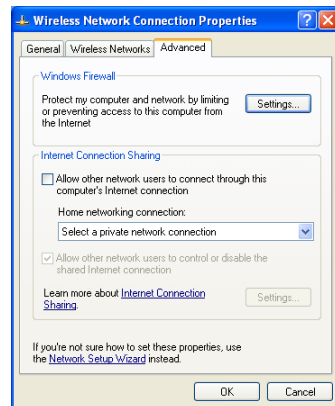 Wireless Network Connection Properties
General Wireless Networks Advanced
Windows Firewall
Protect my computer and network by limiting
or preventing access to this computer from
the Internet
Settings...
Internet Connection Sharing
Allow other network users to connect through this
computer's Internet connection
Home networking connection:
Select a private network connection
Allow other network users to control or disable the
shared Internet connection
Learn more about Internet Connection
Sharing.
Settings...
If you're not sure how to set these properties, use
the Network Setup Wizard instead.
OK Cancel